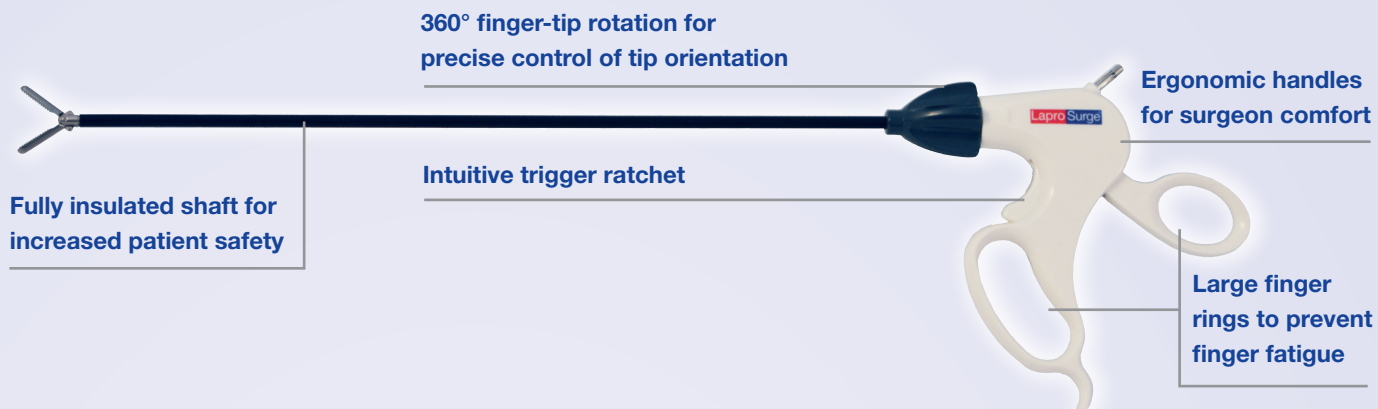 360° finger-tip rotation for
precise control of tip orientation
Ergonomic handles
for surgeon comfort
LaproSurge
Intuitive trigger ratchet
Fully insulated shaft for
increased patient safety
Large finger
rings to prevent
finger fatigue